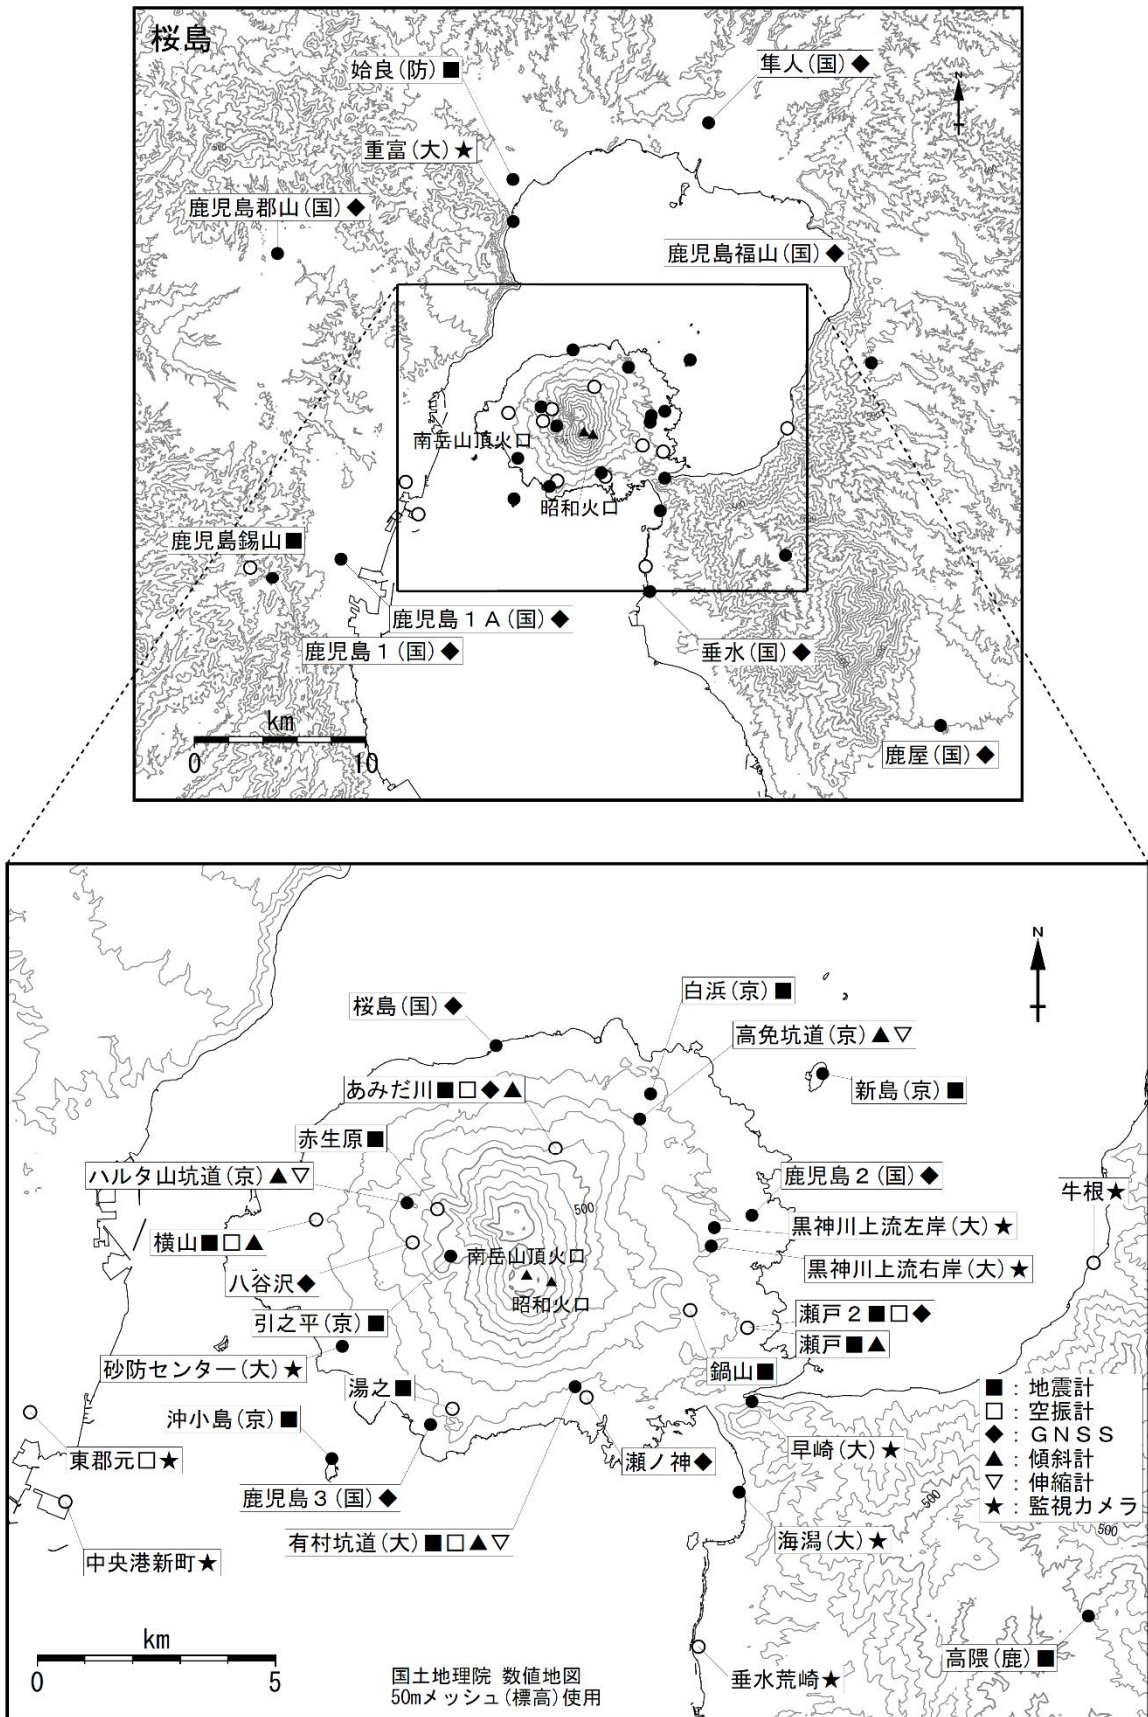 桜島
姶良(防)■
隼人(国)◆
N
重富(大)★
鹿児島郡山(国)◆
鹿児島福山(国)◆
南岳山頂火口
昭和火口
鹿児島錫山■
鹿児島1A(国)◆
鹿児島1(国)◆
垂水(国)◆
km
0 10
鹿屋(国)◆
N
白浜(京)■
桜島(国)◆
高免坑道(京)▲▽
あみだ川■□◆▲
新島(京)■
赤生原■
ハルタ山坑道(京)▲▽
鹿児島2(国)◆
牛根★
500
横山■□▲
黒神川上流左岸(大)★
南岳山頂火口
黒神川上流右岸(大)★
八谷沢◆
昭和火口
引之平(京)■
瀬戸2■□◆
瀬戸■▲
砂防センター(大)★
鍋山■
湯之■
沖小島(京)■
■:地震計
□:空振計
◆:GNSS
▲:傾斜計
▽:伸縮計
★:監視カメラ
早崎(大)★
東郡元□★
瀬ノ神◆
鹿児島3(国)◆
500
500
有村坑道(大)■□▲▽
海潟(大)★
中央港新町★
km
0 5
高隈(鹿)■
国土地理院 数値地図
50mメッシュ(標高)使用
垂水荒崎★